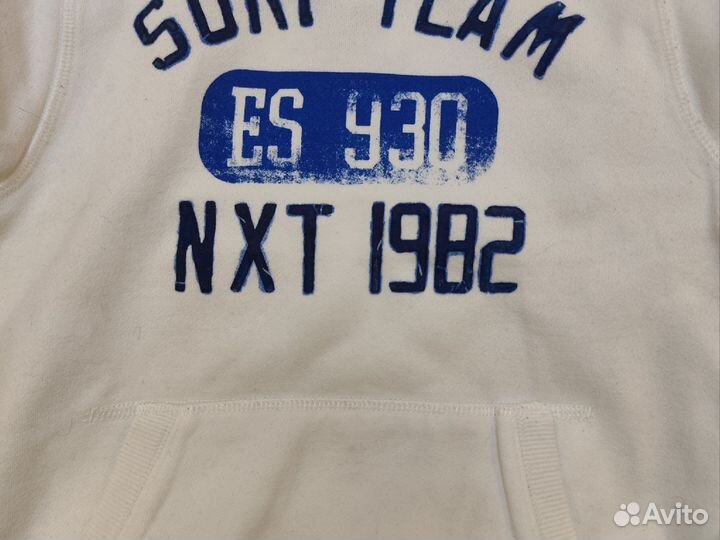 SURF TEAM
ES 930
NXT 1982
Avito